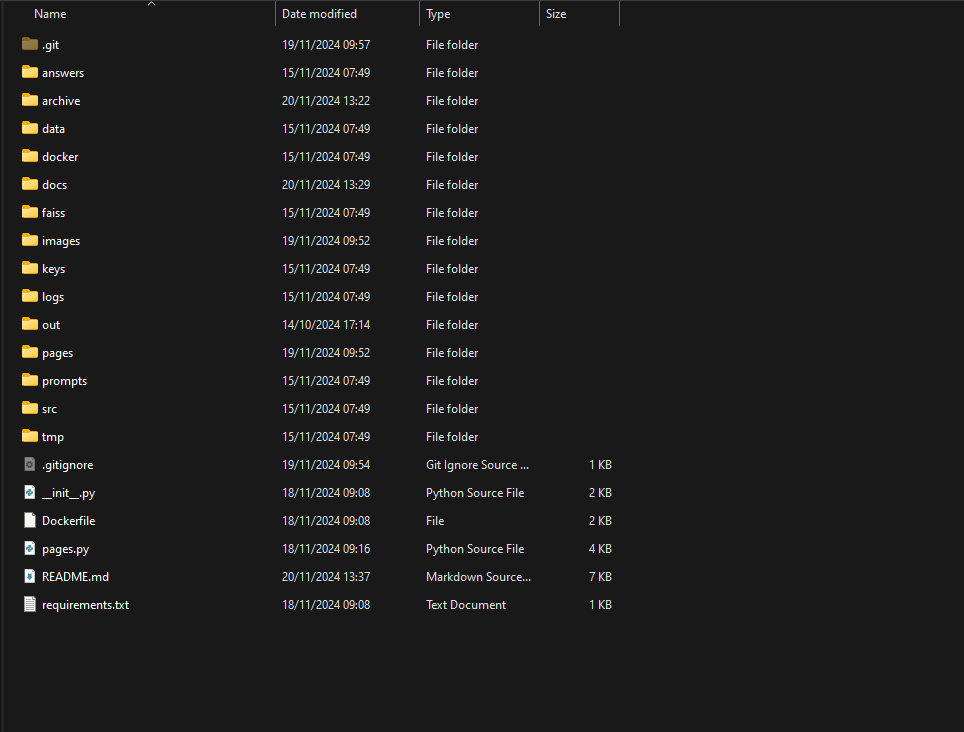 Name Date modified Type Size
.git 19/11/2024 09:57 File folder
answers 15/11/2024 07:49 File folder
archive 20/11/2024 13:22 File folder
data 15/11/2024 07:49 File folder
docker 15/11/2024 07:49 File folder
docs 20/11/2024 13:29 File folder
faiss 15/11/2024 07:49 File folder
images 19/11/2024 09:52 File folder
keys 15/11/2024 07:49 File folder
logs 15/11/2024 07:49 File folder
out 14/10/2024 17:14 File folder
pages 19/11/2024 09:52 File folder
prompts 15/11/2024 07:49 File folder
src 15/11/2024 07:49 File folder
tmp 15/11/2024 07:49 File folder
.gitignore 19/11/2024 09:54 Git Ignore Source ... 1 KB
__init__.py 18/11/2024 09:08 Python Source File 2 KB
Dockerfile 18/11/2024 09:08 File 2 KB
pages.py 18/11/2024 09:16 Python Source File 4 KB
README.md 20/11/2024 13:37 Markdown Source... 7 KB
requirements.txt 18/11/2024 09:08 Text Document 1 KB